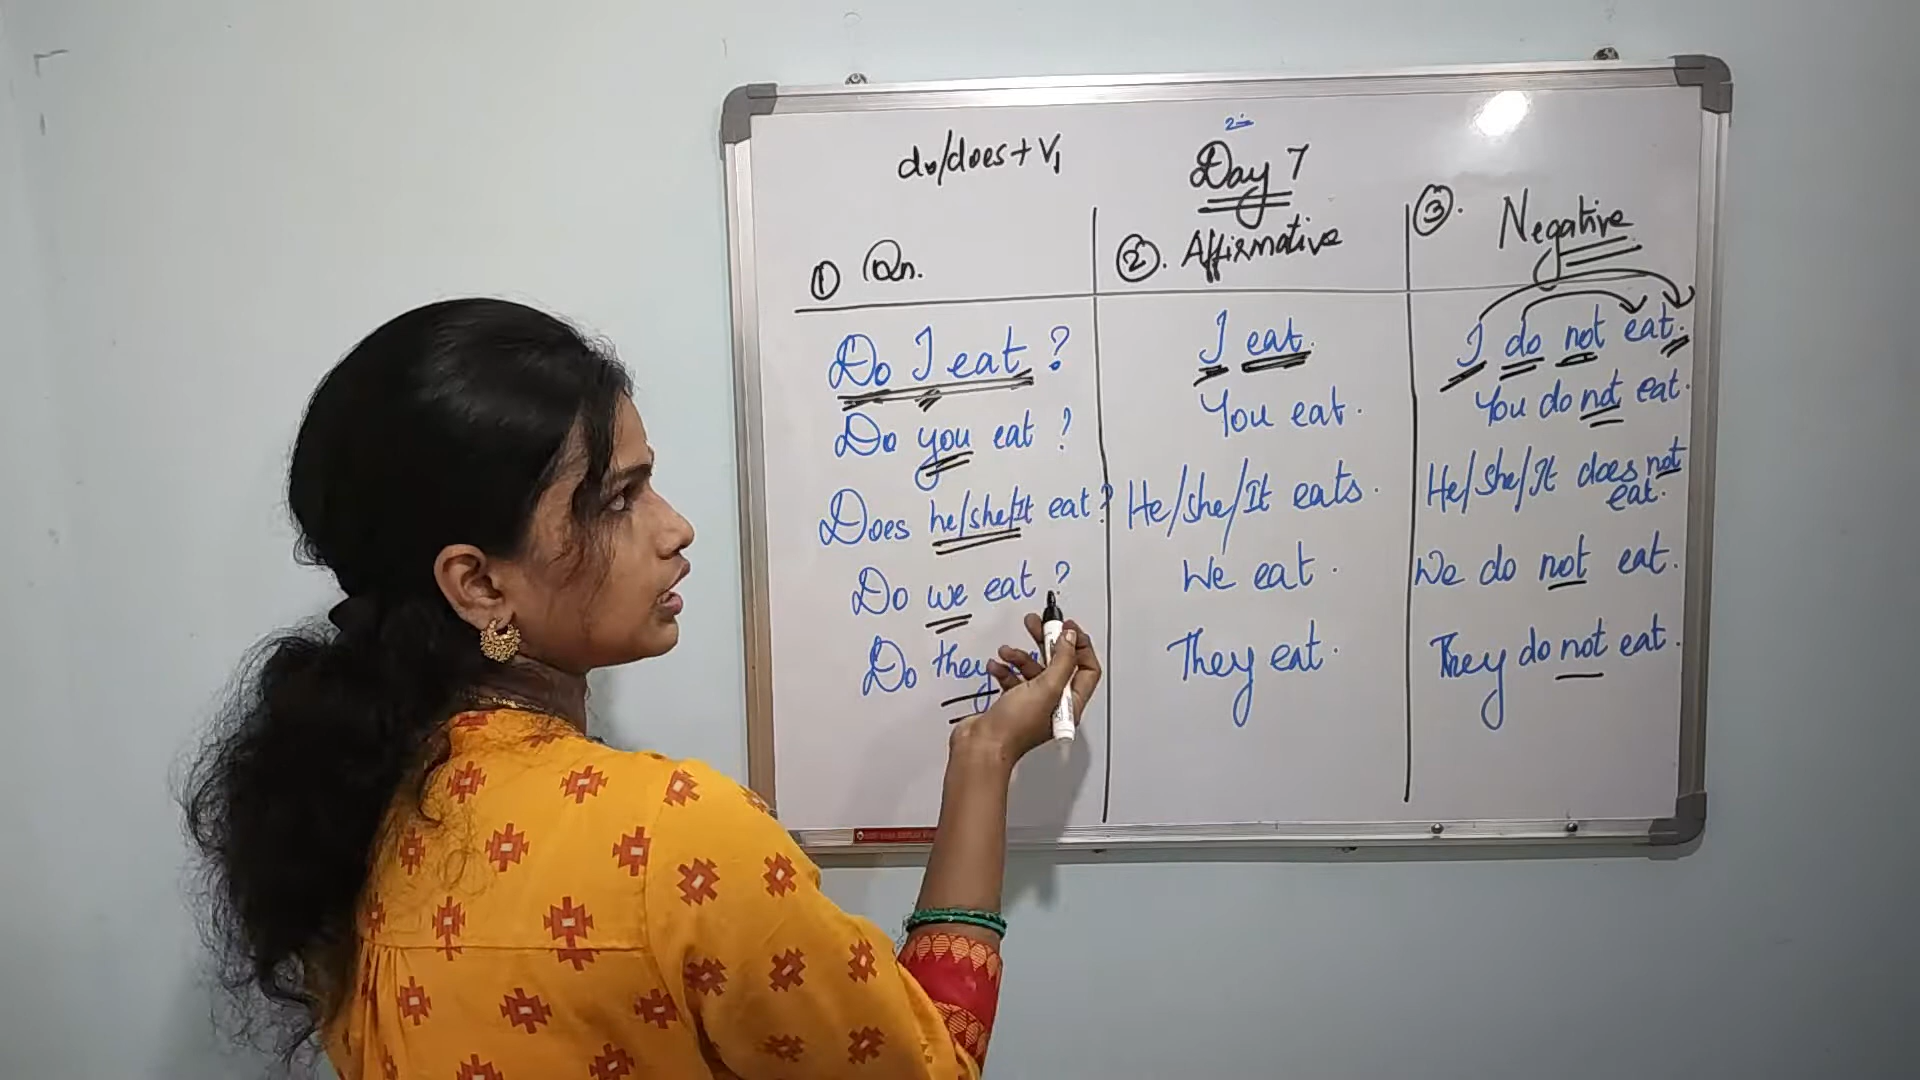 do/does + V1
Day 7
① Qn.
②. Affirmative
③. Negative
Do I eat ?
I eat.
I do not eat.
Do you eat ?
You eat.
You do not eat.
Does he/she/It eat ?
He/She/It eats.
He/She/It does not
eat.
Do we eat ?
We eat.
We do not eat.
Do they
They eat.
They do not eat.